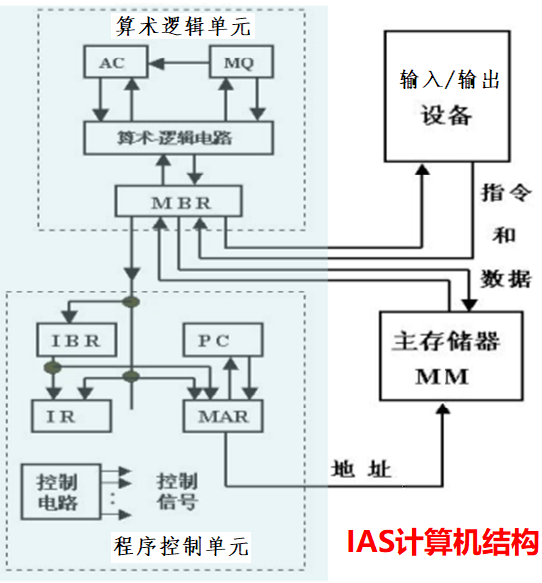 算术逻辑单元
AC
MQ
算术-逻辑电路
MBR
输入/输出
设备
指令
和
数据
IBR
PC
主存储器
MM
IR
MAR
地址
控制
电路
控制
信号
程序控制单元
IAS计算机结构